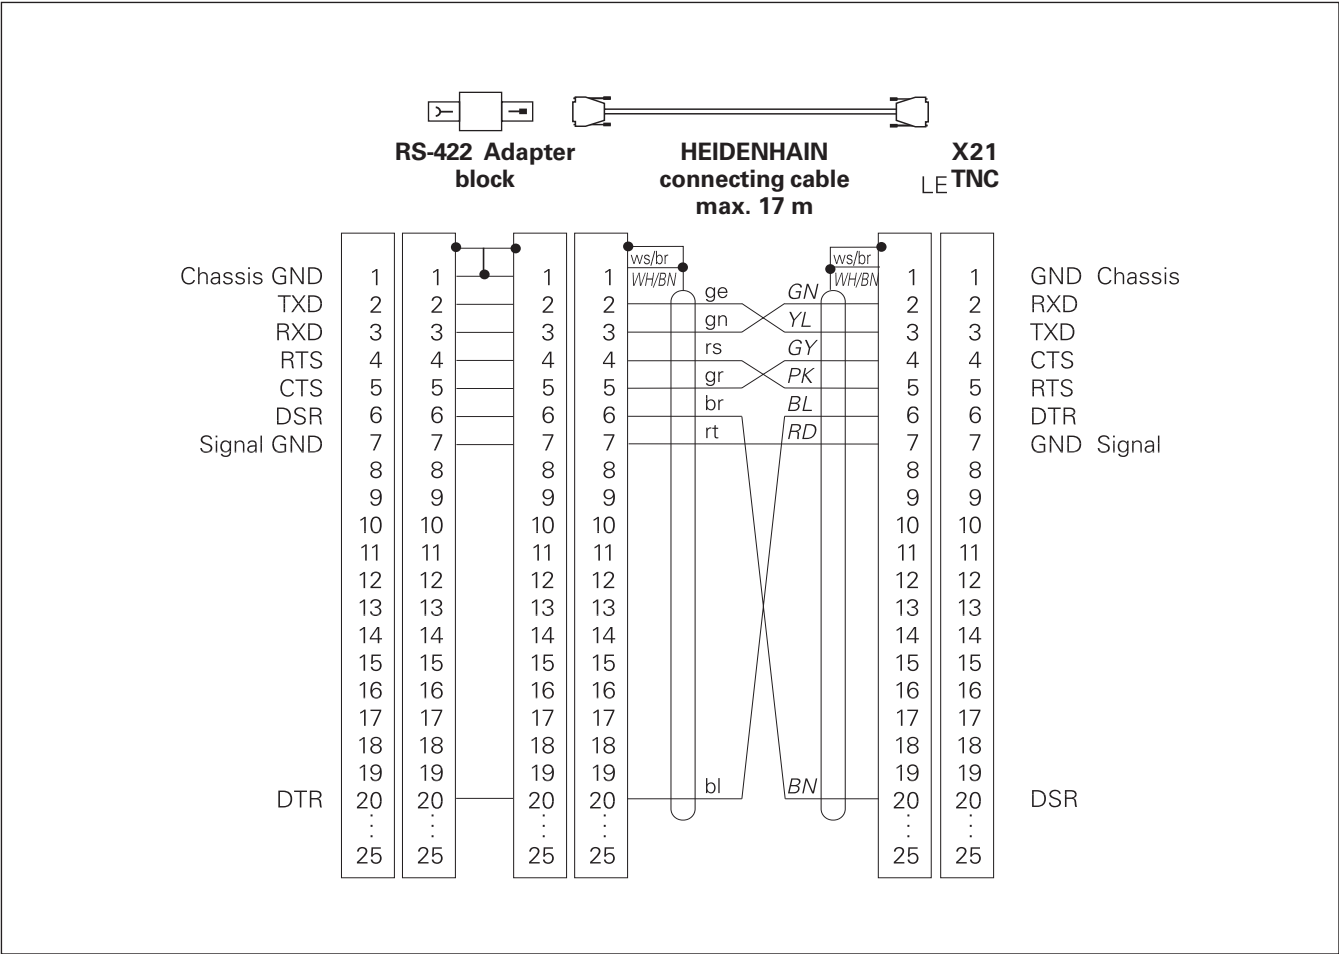 RS-422 Adapter block
HEIDENHAIN connecting cable max. 17 m
X21
LE TNC
ws/br ws/br
WH/BN WH/BN
Chassis GND 1 1 1 1 1 1 GND Chassis
TXD 2 2 2 2 ge GN 2 2 RXD
RXD 3 3 3 3 gn YL 3 3 TXD
RTS 4 4 4 4 rs GY 4 4 CTS
CTS 5 5 5 5 gr PK 5 5 RTS
DSR 6 6 6 6 br BL 6 6 DTR
Signal GND 7 7 7 7 rt RD 7 7 GND Signal
8 8 8 8 8 8
9 9 9 9 9 9
10 10 10 10 10 10
11 11 11 11 11 11
12 12 12 12 12 12
13 13 13 13 13 13
14 14 14 14 14 14
15 15 15 15 15 15
16 16 16 16 16 16
17 17 17 17 17 17
18 18 18 18 18 18
19 19 19 19 19 19
DTR 20 20 20 20 bl BN 20 20 DSR
25 25 25 25 25 25